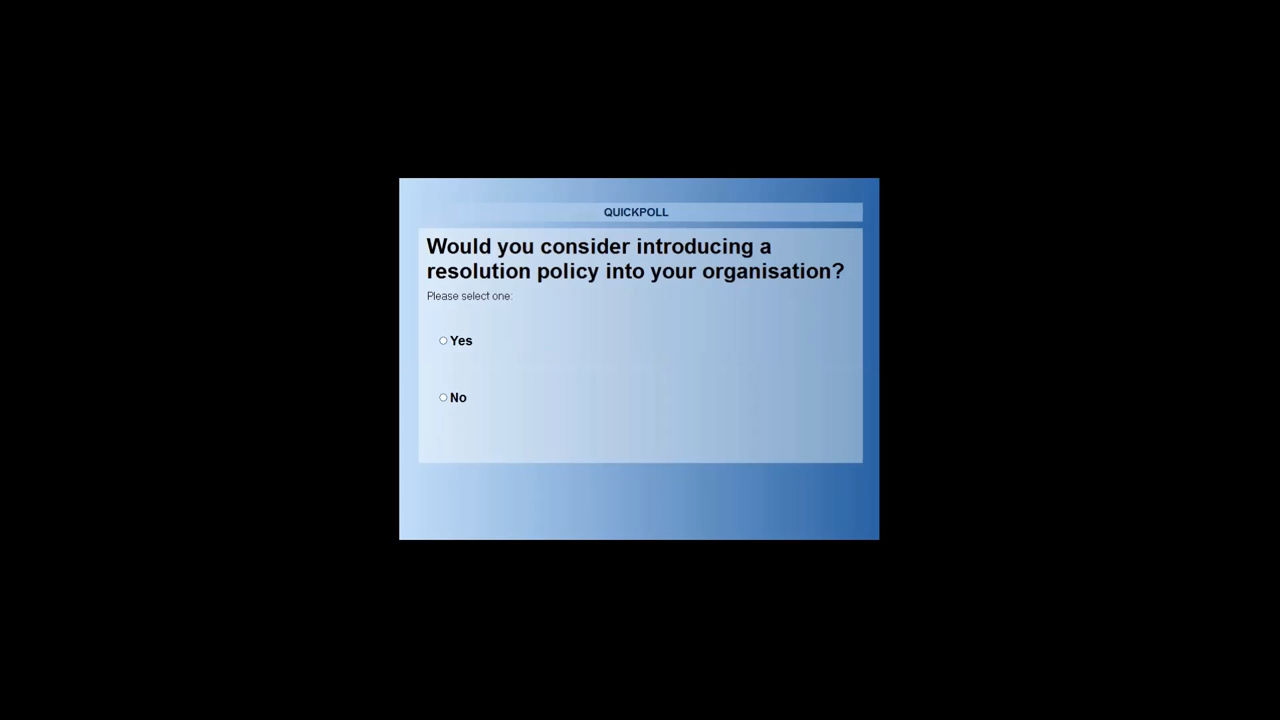 QUICKPOLL
Would you consider introducing a
resolution policy into your organisation?
Please select one:
Yes
No